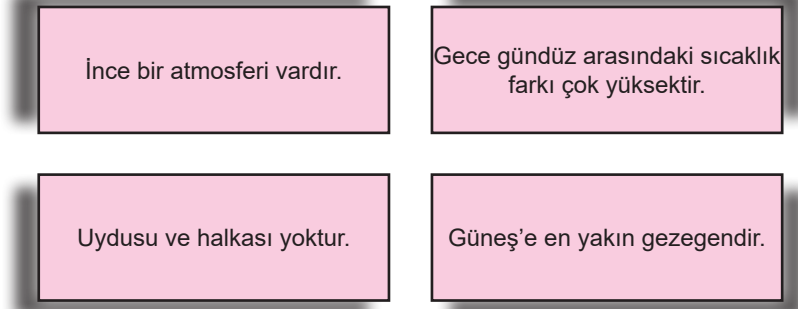 İnce bir atmosferi vardır.
Gece gündüz arasındaki sıcaklık
farkı çok yüksektir.
Uydusu ve halkası yoktur.
Güneş’e en yakın gezegendir.